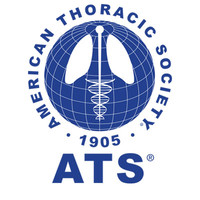 AMERICAN THORACIC SOCIETY.
· 1905 ·
ATS®